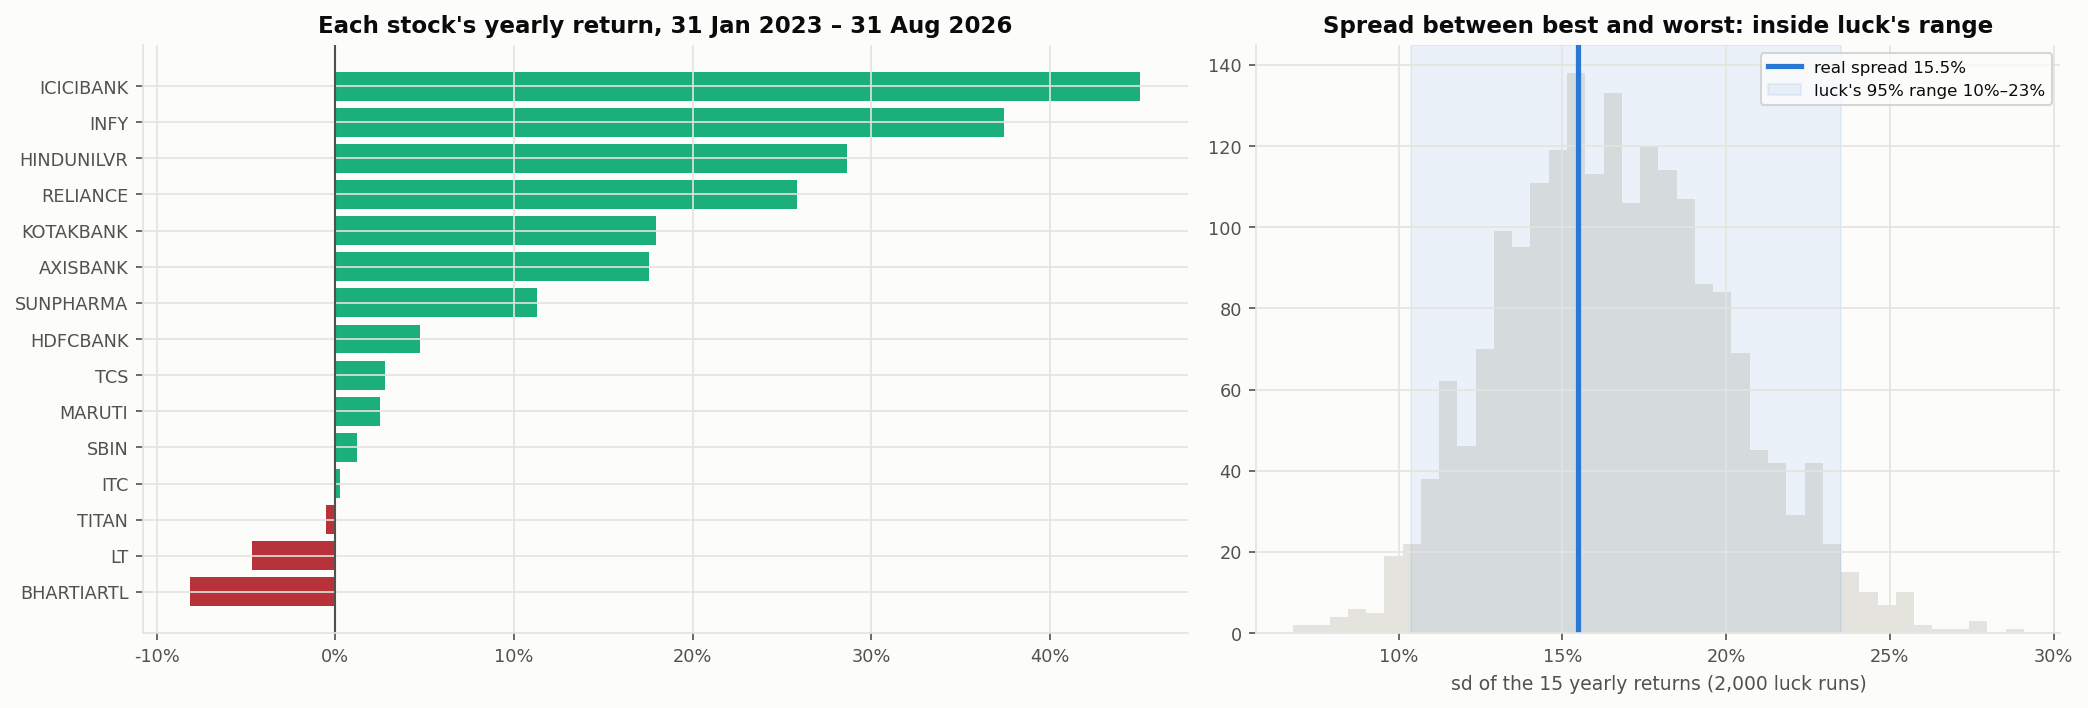 Each stock's yearly return, 31 Jan 2023 – 31 Aug 2026
ICICIBANK
INFY
HINDUNILVR
RELIANCE
KOTAKBANK
AXISBANK
SUNPHARMA
HDFCBANK
TCS
MARUTI
SBIN
ITC
TITAN
LT
BHARTIARTL
-10%
0%
10%
20%
30%
40%
Spread between best and worst: inside luck's range
real spread 15.5%
luck's 95% range 10%–23%
140
120
100
80
60
40
20
0
10%
15%
20%
25%
30%
sd of the 15 yearly returns (2,000 luck runs)